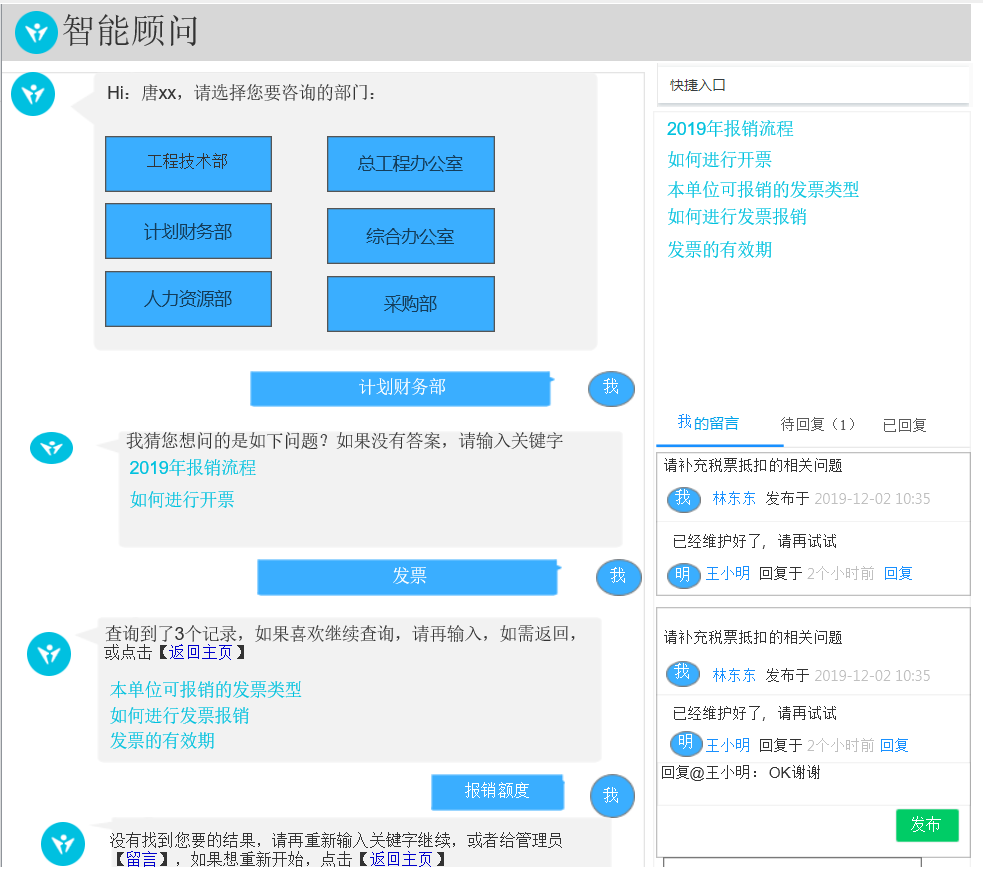 智能顾问
Hi：唐xx，请选择您要咨询的部门：
工程技术部
总工程办公室
计划财务部
综合办公室
人力资源部
采购部
计划财务部
我
我猜您想问的是如下问题？如果没有答案，请输入关键字
2019年报销流程
如何进行开票
发票
我
查询到了3个记录，如果喜欢继续查询，请再输入，如需返回，
或点击【返回主页】
本单位可报销的发票类型
如何进行发票报销
发票的有效期
报销额度
我
没有找到您要的结果，请再重新输入关键字继续，或者给管理员
【留言】，如果想重新开始，点击【返回主页】
快捷入口
2019年报销流程
如何进行开票
本单位可报销的发票类型
如何进行发票报销
发票的有效期
我的留言 待回复（1） 已回复
请补充税票抵扣的相关问题
我 林东东 发布于 2019-12-02 10:35
已经维护好了，请再试试
明 王小明 回复于 2个小时前 回复
请补充税票抵扣的相关问题
我 林东东 发布于 2019-12-02 10:35
已经维护好了，请再试试
明 王小明 回复于 2个小时前 回复
回复@王小明： OK谢谢
发布